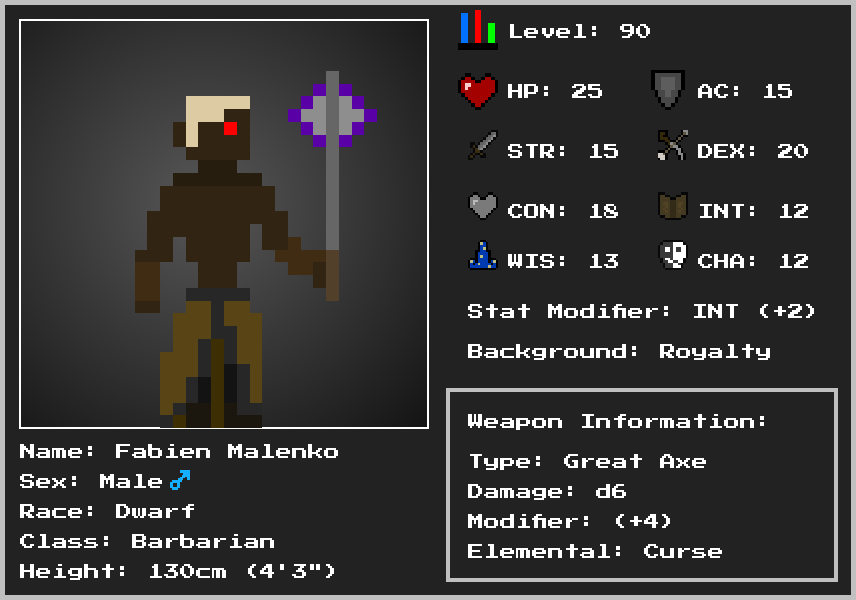 Level: 90
HP: 25
AC: 15
STR: 15
DEX: 20
CON: 18
INT: 12
WIS: 13
CHA: 12
Stat Modifier: INT (+2)
Background: Royalty
Weapon Information:
Type: Great Axe
Damage: d6
Modifier: (+4)
Elemental: Curse
Name: Fabien Malenko
Sex: Male♂
Race: Dwarf
Class: Barbarian
Height: 130cm (4'3")